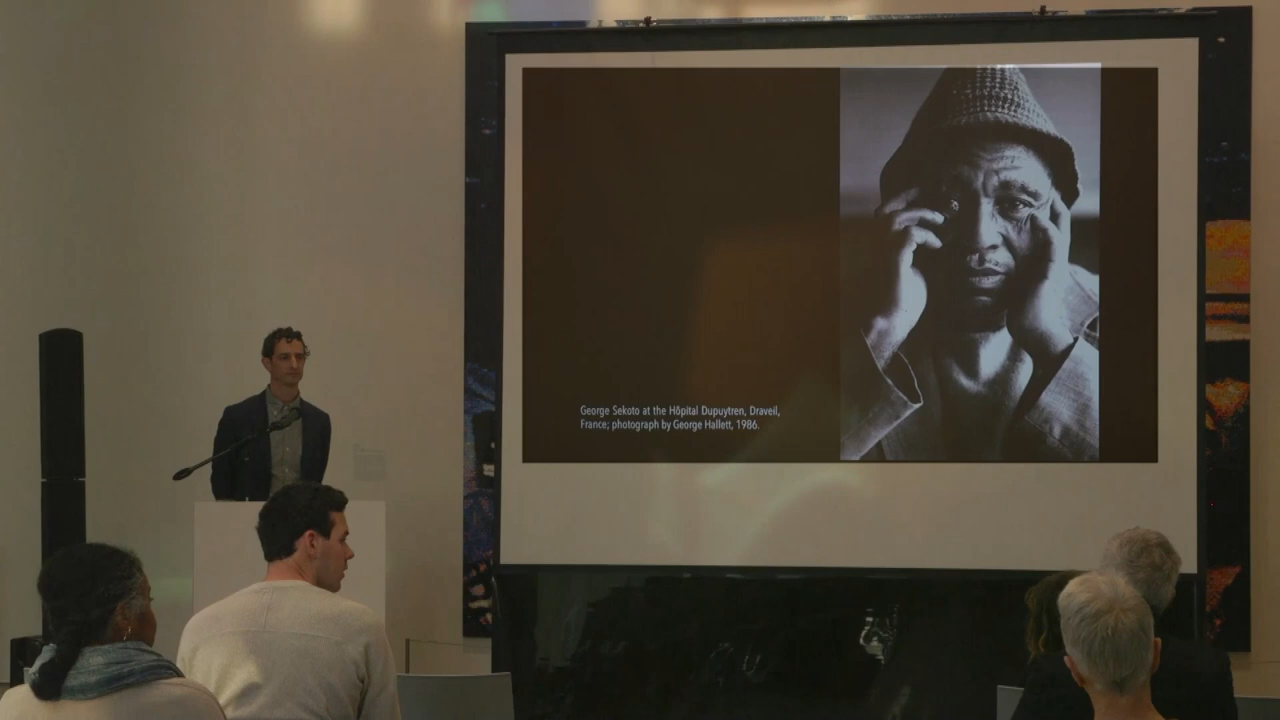 George Sekoto at the Hôpital Dupuytren, Draveil,
France; photograph by George Hallett, 1986.